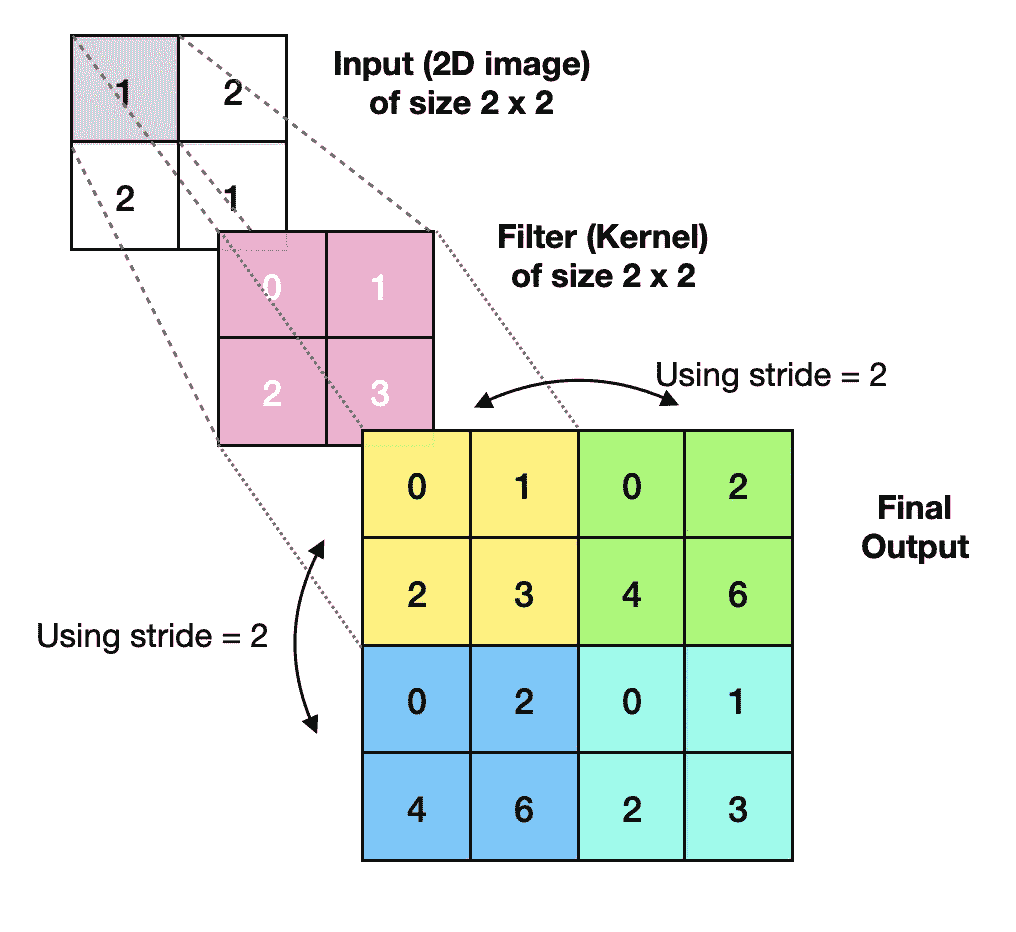 Input (2D image)
of size 2 x 2
1 2
2 1
Filter (Kernel)
of size 2 x 2
0 1
2 3
Using stride = 2
0 1 0 2
Final
Output
2 3 4 6
Using stride = 2
0 2 0 1
4 6 2 3